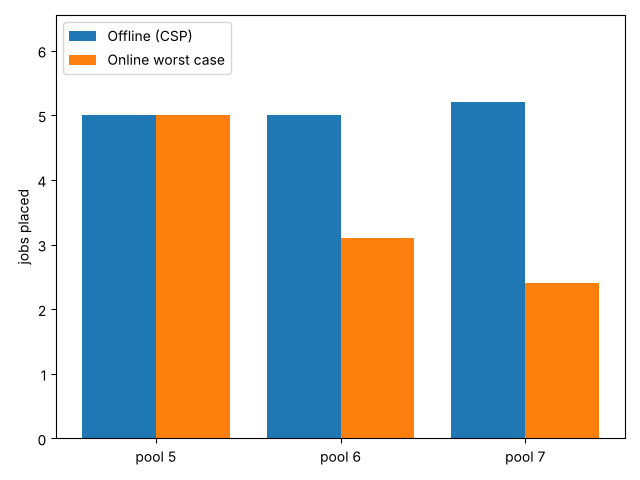 Offline (CSP)
Online worst case
jobs placed
6
5
4
3
2
1
0
pool 5
pool 6
pool 7